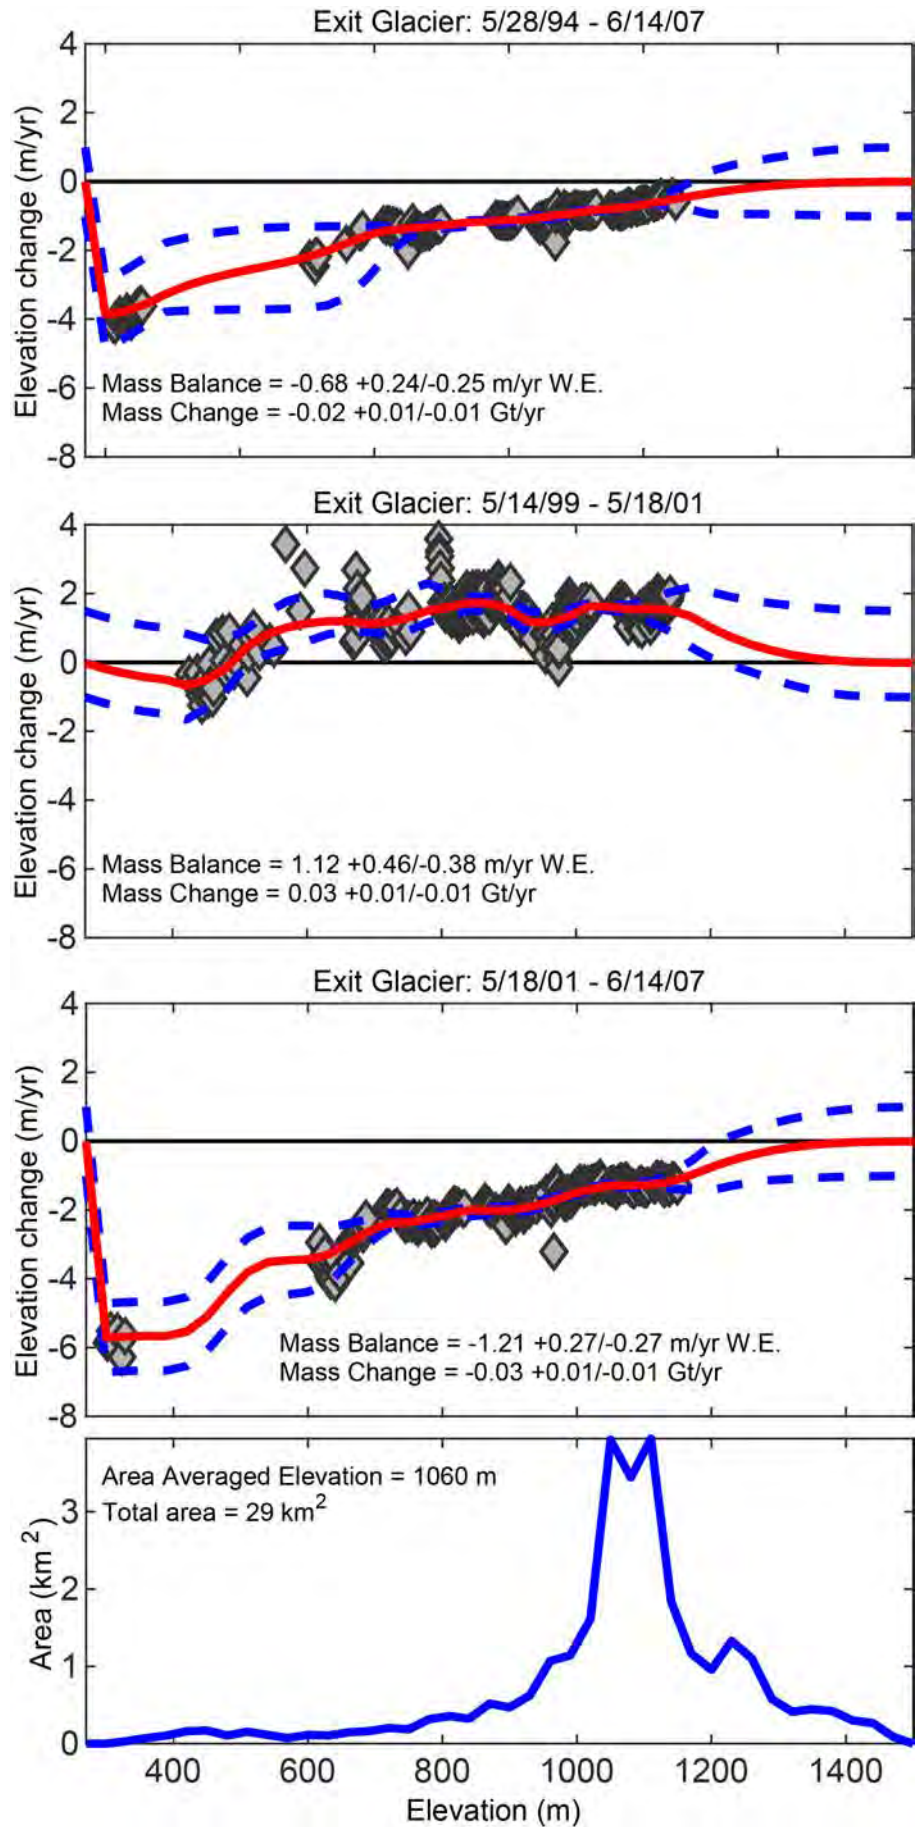 Exit Glacier: 5/28/94 - 6/14/07
4
2
0
-2
-4
-6
-8
Elevation change (m/yr)
Mass Balance = -0.68 +0.24/-0.25 m/yr W.E.
Mass Change = -0.02 +0.01/-0.01 Gt/yr
Exit Glacier: 5/14/99 - 5/18/01
4
2
0
-2
-4
-6
-8
Elevation change (m/yr)
Mass Balance = 1.12 +0.46/-0.38 m/yr W.E.
Mass Change = 0.03 +0.01/-0.01 Gt/yr
Exit Glacier: 5/18/01 - 6/14/07
4
2
0
-2
-4
-6
-8
Elevation change (m/yr)
Mass Balance = -1.21 +0.27/-0.27 m/yr W.E.
Mass Change = -0.03 +0.01/-0.01 Gt/yr
Area Averaged Elevation = 1060 m
Total area = 29 km²
3
2
1
0
Area (km²)
400 600 800 1000 1200 1400
Elevation (m)